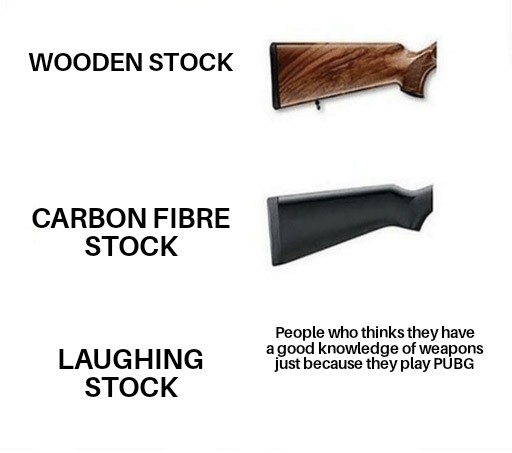 WOODEN STOCK
CARBON FIBRE
STOCK
LAUGHING
STOCK
People who thinks they have
a good knowledge of weapons
just because they play PUBG